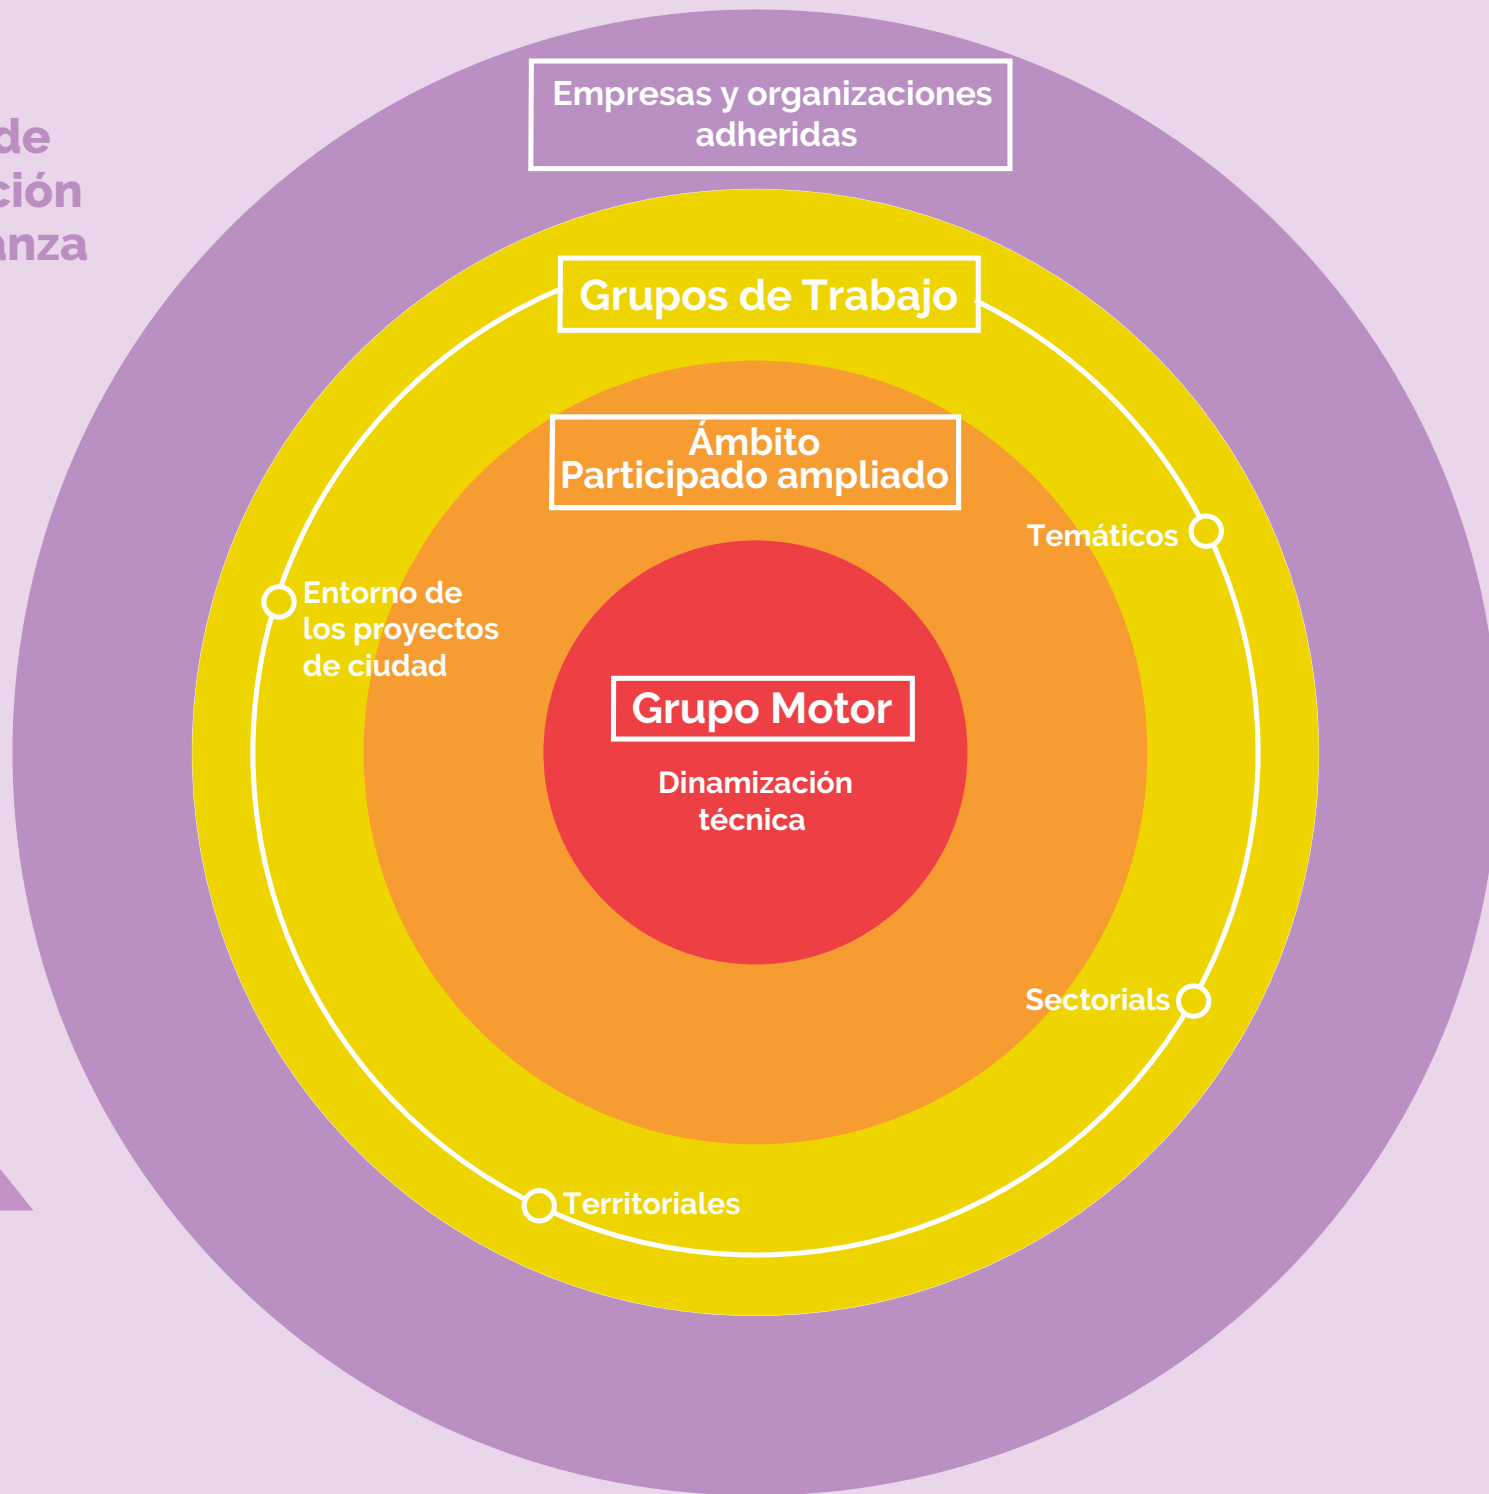 de
ción
anza
Empresas y organizaciones
adheridas
Grupos de Trabajo
Ámbito
Participado ampliado
Temáticos
Entorno de
los proyectos
de ciudad
Grupo Motor
Dinamización
técnica
Sectorials
Territoriales